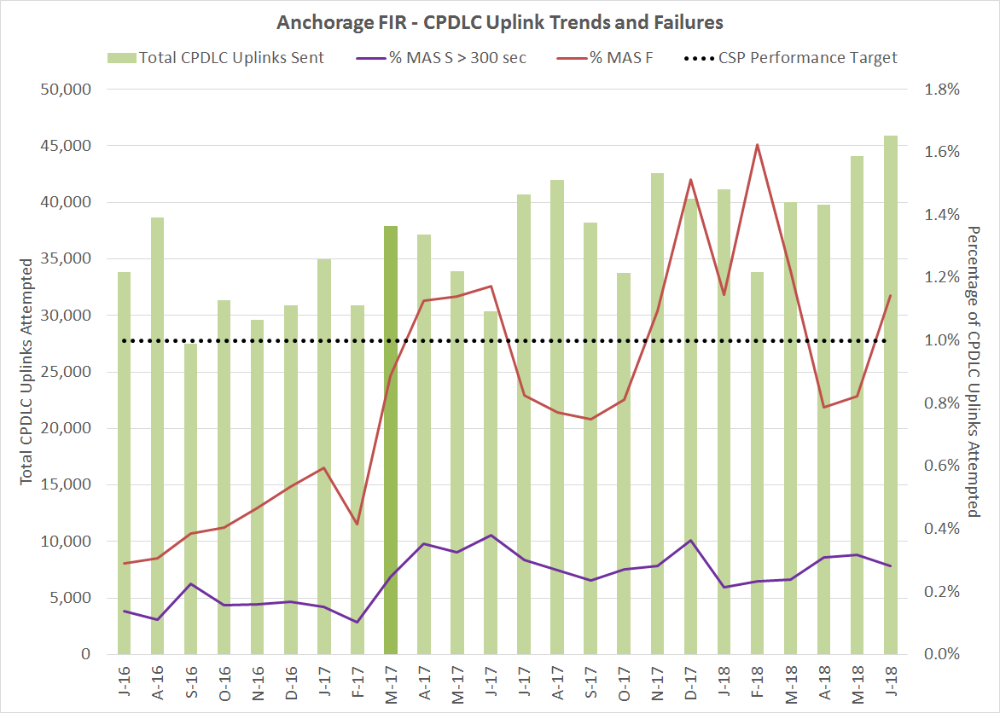 Anchorage FIR - CPDLC Uplink Trends and Failures
Total CPDLC Uplinks Sent % MAS S > 300 sec % MAS F CSP Performance Target
50,000
45,000
40,000
35,000
30,000
25,000
20,000
15,000
10,000
5,000
0
Total CPDLC Uplinks Attempted
1.8%
1.6%
1.4%
1.2%
1.0%
0.8%
0.6%
0.4%
0.2%
0.0%
Percentage of CPDLC Uplinks Attempted
J-16
A-16
S-16
O-16
N-16
D-16
J-17
F-17
M-17
A-17
M-17
J-17
J-17
A-17
S-17
O-17
N-17
D-17
J-18
F-18
M-18
A-18
M-18
J-18